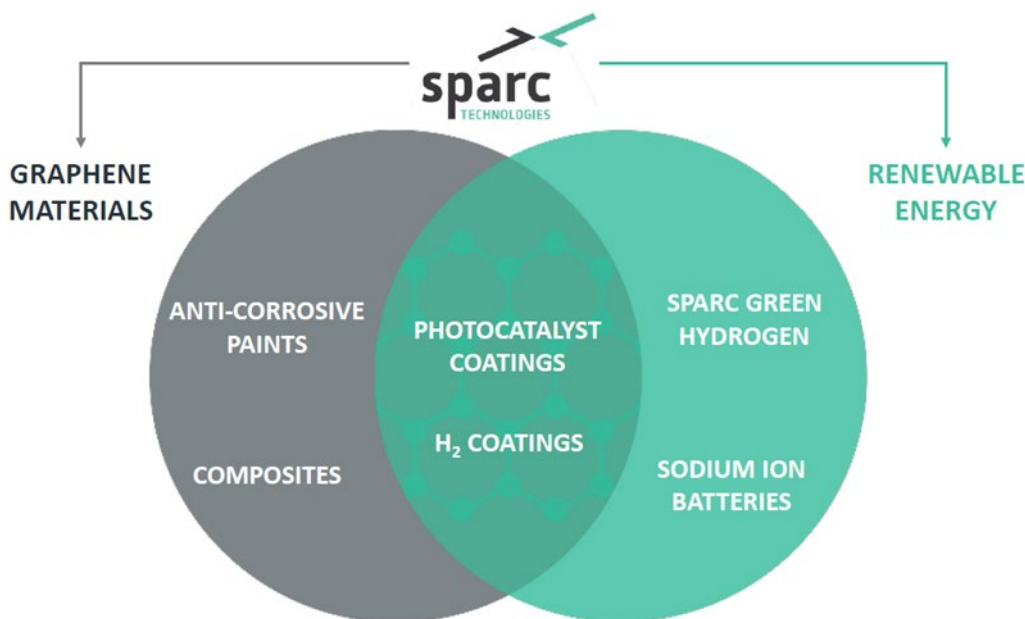 sparc
TECHNOLOGIES
GRAPHENE
MATERIALS
RENEWABLE
ENERGY
ANTI-CORROSIVE
PAINTS
COMPOSITES
PHOTOCATALYST
COATINGS
H₂ COATINGS
SPARC GREEN
HYDROGEN
SODIUM ION
BATTERIES